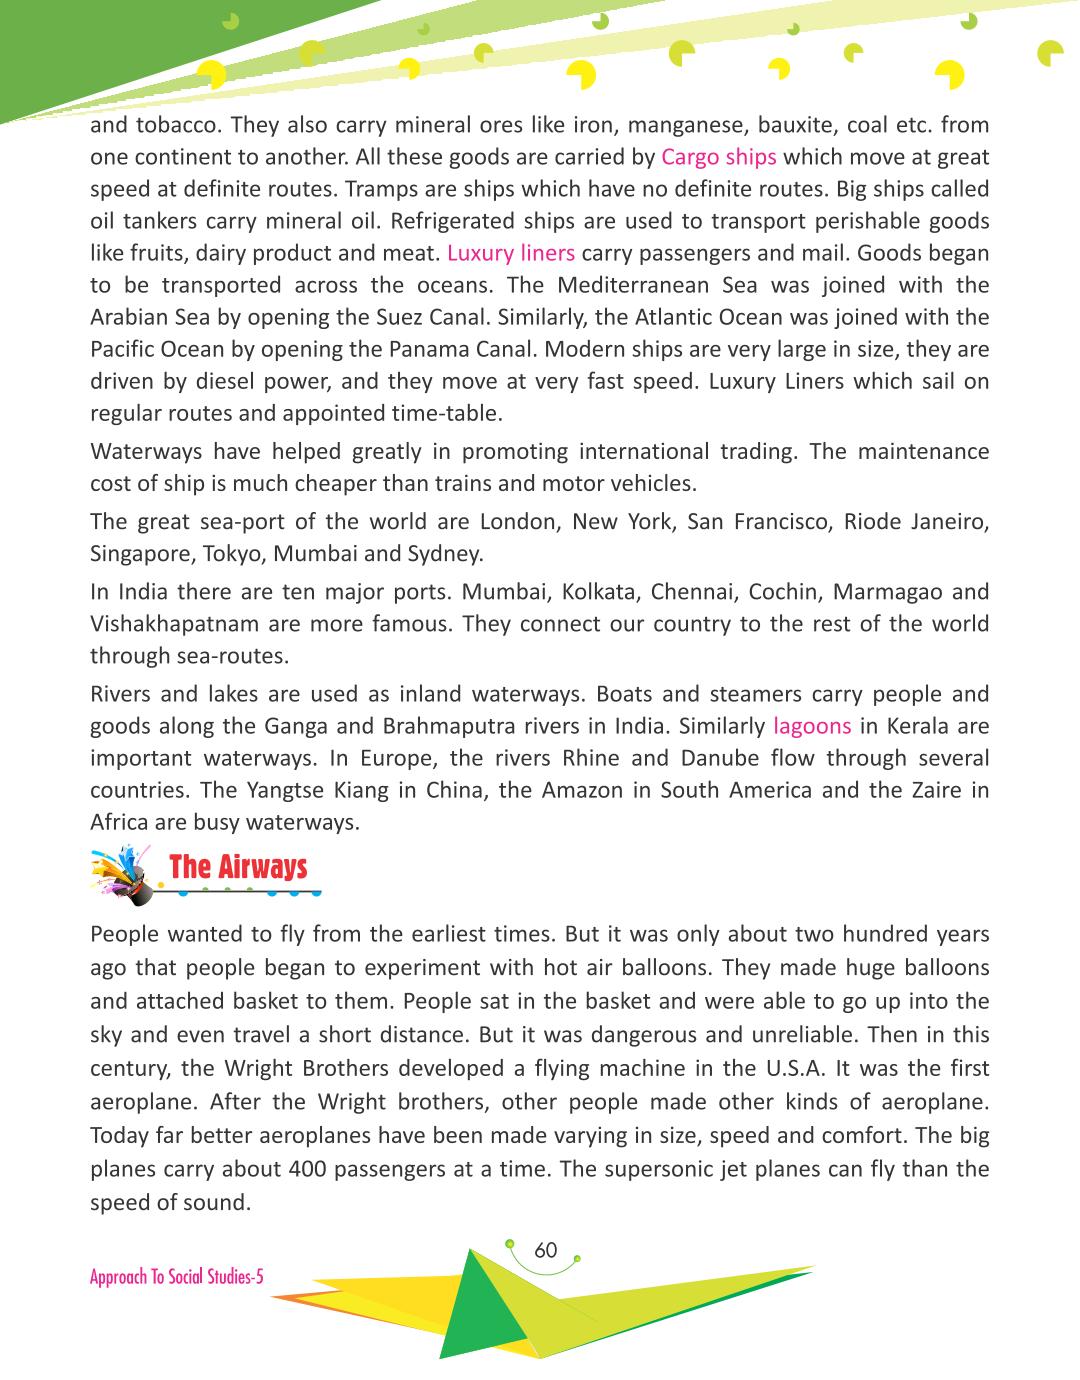 and tobacco. They also carry mineral ores like iron, manganese, bauxite, coal etc. from
one continent to another. All these goods are carried by Cargo ships which move at great
speed at definite routes. Tramps are ships which have no definite routes. Big ships called
oil tankers carry mineral oil. Refrigerated ships are used to transport perishable goods
like fruits, dairy product and meat. Luxury liners carry passengers and mail. Goods began
to be transported across the oceans. The Mediterranean Sea was joined with the
Arabian Sea by opening the Suez Canal. Similarly, the Atlantic Ocean was joined with the
Pacific Ocean by opening the Panama Canal. Modern ships are very large in size, they are
driven by diesel power, and they move at very fast speed. Luxury Liners which sail on
regular routes and appointed time-table.
Waterways have helped greatly in promoting international trading. The maintenance
cost of ship is much cheaper than trains and motor vehicles.
The great sea-port of the world are London, New York, San Francisco, Riode Janeiro,
Singapore, Tokyo, Mumbai and Sydney.
In India there are ten major ports. Mumbai, Kolkata, Chennai, Cochin, Marmagao and
Vishakhapatnam are more famous. They connect our country to the rest of the world
through sea-routes.
Rivers and lakes are used as inland waterways. Boats and steamers carry people and
goods along the Ganga and Brahmaputra rivers in India. Similarly lagoons in Kerala are
important waterways. In Europe, the rivers Rhine and Danube flow through several
countries. The Yangtse Kiang in China, the Amazon in South America and the Zaire in
Africa are busy waterways.
The Airways
People wanted to fly from the earliest times. But it was only about two hundred years
ago that people began to experiment with hot air balloons. They made huge balloons
and attached basket to them. People sat in the basket and were able to go up into the
sky and even travel a short distance. But it was dangerous and unreliable. Then in this
century, the Wright Brothers developed a flying machine in the U.S.A. It was the first
aeroplane. After the Wright brothers, other people made other kinds of aeroplane.
Today far better aeroplanes have been made varying in size, speed and comfort. The big
planes carry about 400 passengers at a time. The supersonic jet planes can fly than the
speed of sound.
60
Approach To Social Studies-5